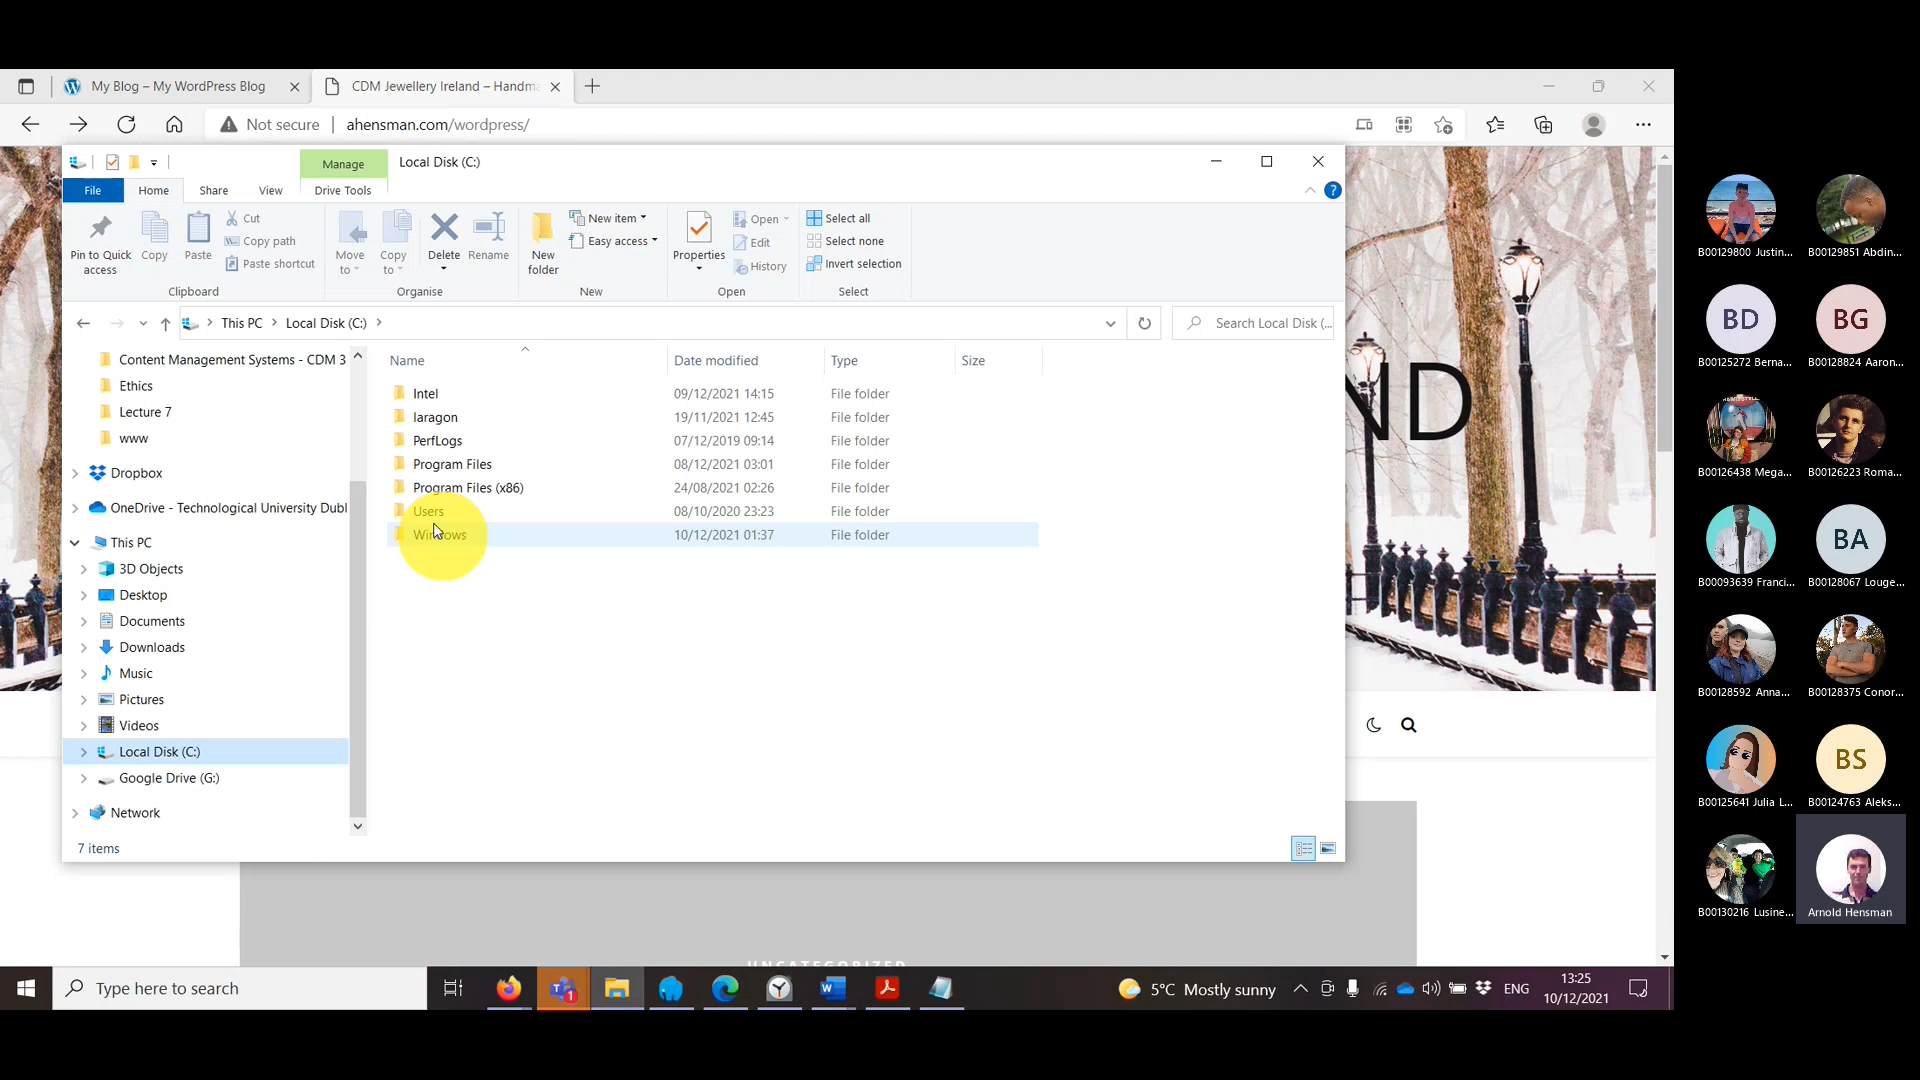 My Blog – My WordPress Blog
CDM Jewellery Ireland – Handma
Not secure
ahensman.com/wordpress/
Manage
Local Disk (C:)
File
Home
Share
View
Drive Tools
Pin to Quick access
Copy
Paste
Cut
Copy path
Paste shortcut
Clipboard
Move to
Copy to
Delete
Rename
Organise
New folder
New item
Easy access
New
Properties
Open
Edit
History
Open
Select all
Select none
Invert selection
Select
This PC
Local Disk (C:)
Search Local Disk (...
Content Management Systems - CDM 3
Ethics
Lecture 7
www
Dropbox
OneDrive - Technological University Dubl
This PC
3D Objects
Desktop
Documents
Downloads
Music
Pictures
Videos
Local Disk (C:)
Google Drive (G:)
Network
Name Date modified Type Size
Intel 09/12/2021 14:15 File folder
laragon 19/11/2021 12:45 File folder
PerfLogs 07/12/2019 09:14 File folder
Program Files 08/12/2021 03:01 File folder
Program Files (x86) 24/08/2021 02:26 File folder
Users 08/10/2020 23:23 File folder
Windows 10/12/2021 01:37 File folder
7 items
ND
UNCATEGORIZED
B00129800 Justin...
B00129851 Abdin...
BD
BG
B00125272 Berna...
B00128824 Aaron...
B00126438 Mega...
B00126223 Roma...
BA
B00093639 Franci...
B00128067 Louge...
B00128592 Anna...
B00128375 Conor...
BS
B00125641 Julia L...
B00124763 Aleks...
B00130216 Lusine...
Arnold Hensman
Type here to search
1
5°C Mostly sunny
ENG
13:25
10/12/2021